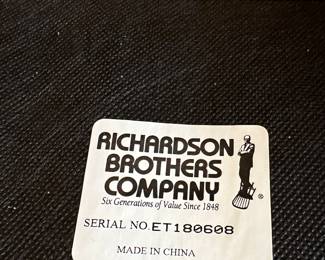 RICHARDSON
BROTHERS
COMPANY
®
Six Generations of Value Since 1848
SERIAL NO.ET180608
MADE IN CHINA